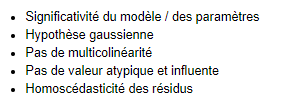 • Significativité du modèle / des paramètres
• Hypothèse gaussienne
• Pas de multicolinéarité
• Pas de valeur atypique et influente
• Homoscédasticité des résidus